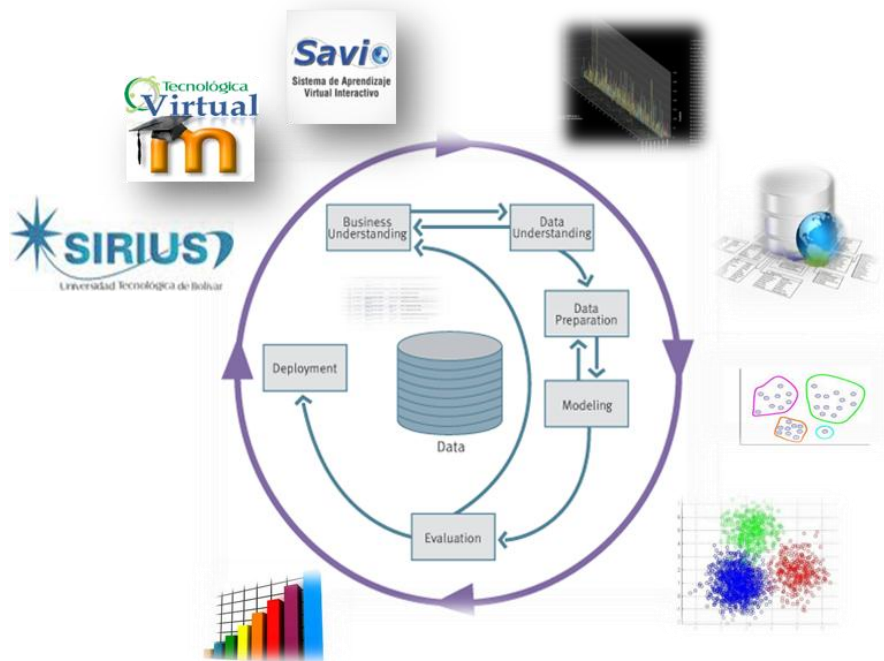 Savio
Sistema de Aprendizaje
Virtual Interactivo
Tecnológica
Virtual
m
SIRIUS
Universidad Tecnológica de Bolívar
Business
Understanding
Data
Understanding
Data
Preparation
Modeling
Evaluation
Deployment
Data